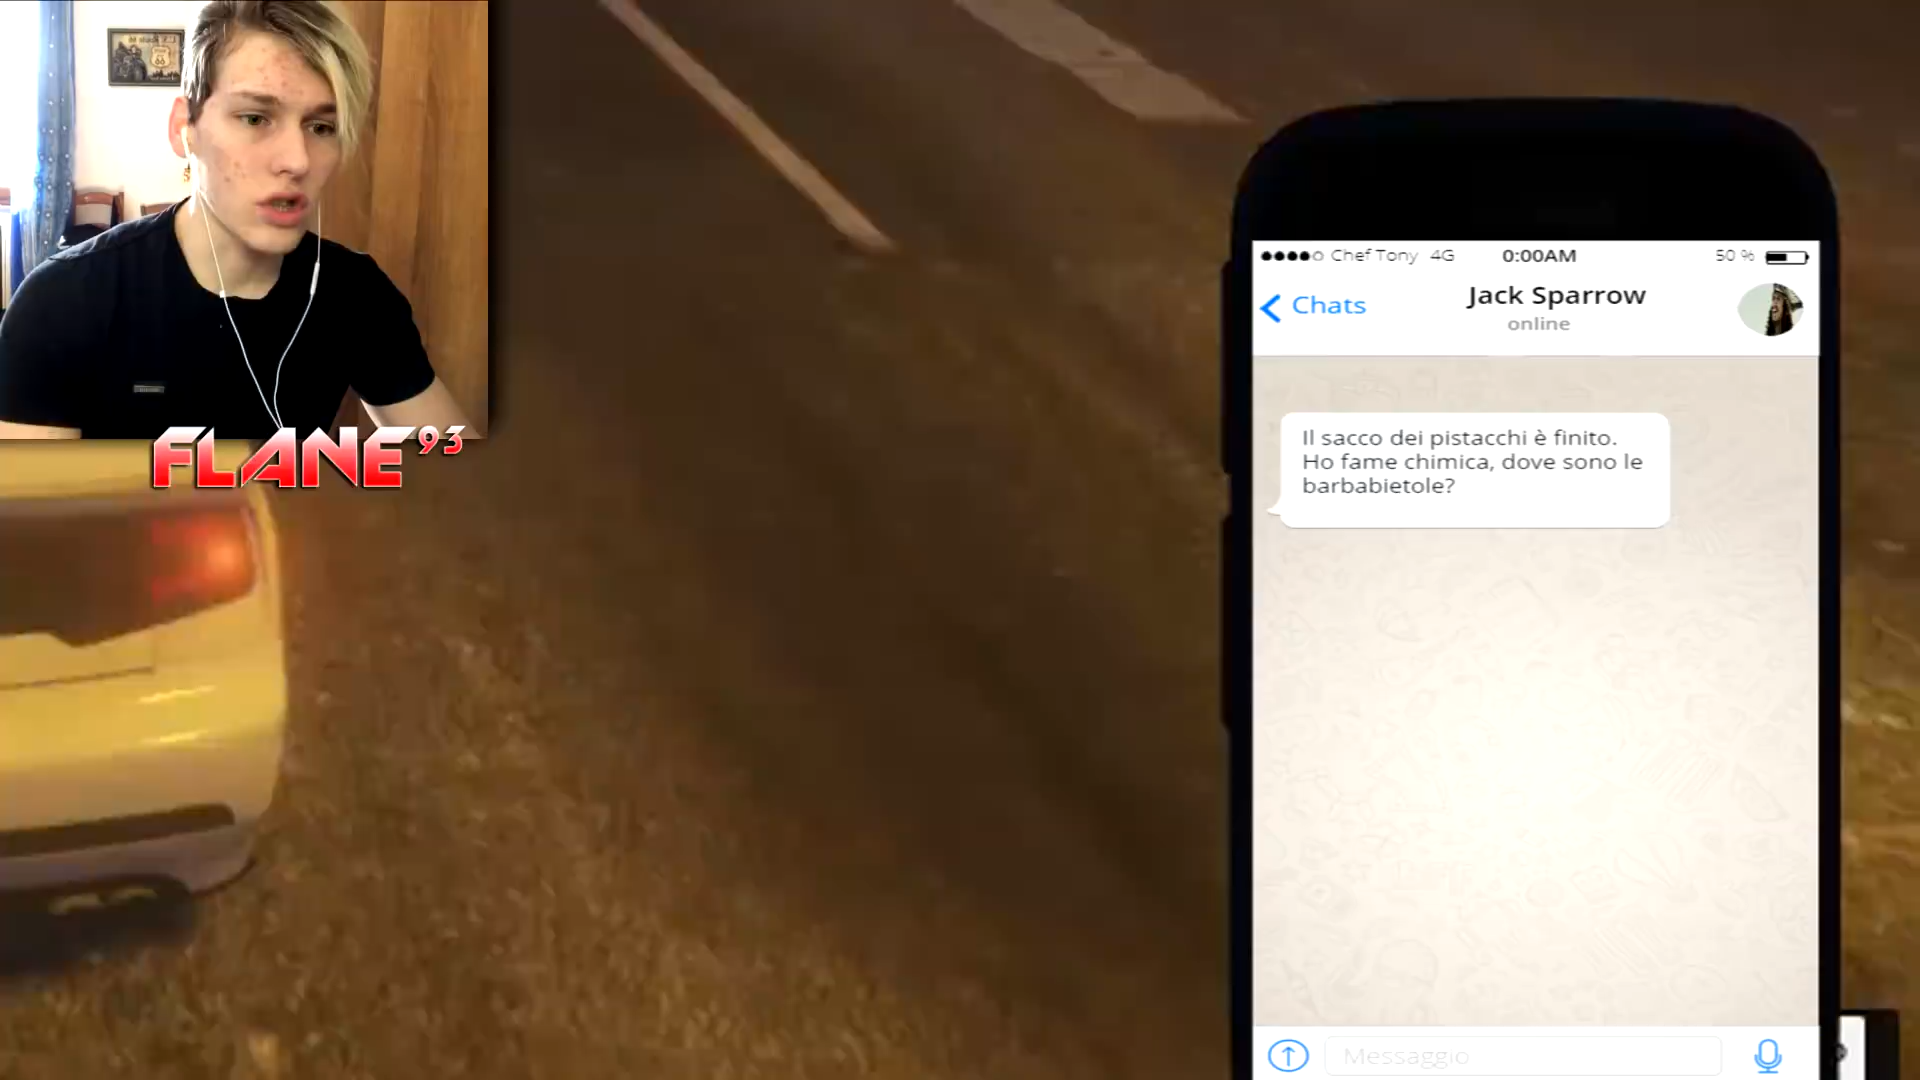 FLANE93
Chef Tony 4G 0:00AM 50 %
Chats
Jack Sparrow
online
Il sacco dei pistacchi è finito.
Ho fame chimica, dove sono le
barbabietole?
Messaggio